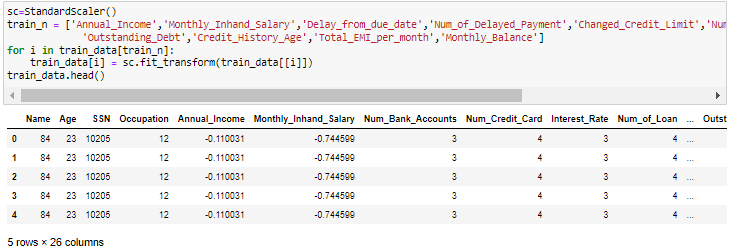 sc=StandardScaler()
train_n = ['Annual_Income','Monthly_Inhand_Salary','Delay_from_due_date','Num_of_Delayed_Payment','Changed_Credit_Limit','Num
'Outstanding_Debt','Credit_History_Age','Total_EMI_per_month','Monthly_Balance']
for i in train_data[train_n]:
train_data[i] = sc.fit_transform(train_data[[i]])
train_data.head()
Name Age SSN Occupation Annual_Income Monthly_Inhand_Salary Num_Bank_Accounts Num_Credit_Card Interest_Rate Num_of_Loan ... Outst
0 84 23 10205 12 -0.110031 -0.744599 3 4 3 4 ...
1 84 23 10205 12 -0.110031 -0.744599 3 4 3 4 ...
2 84 23 10205 12 -0.110031 -0.744599 3 4 3 4 ...
3 84 23 10205 12 -0.110031 -0.744599 3 4 3 4 ...
4 84 23 10205 12 -0.110031 -0.744599 3 4 3 4 ...
5 rows × 26 columns